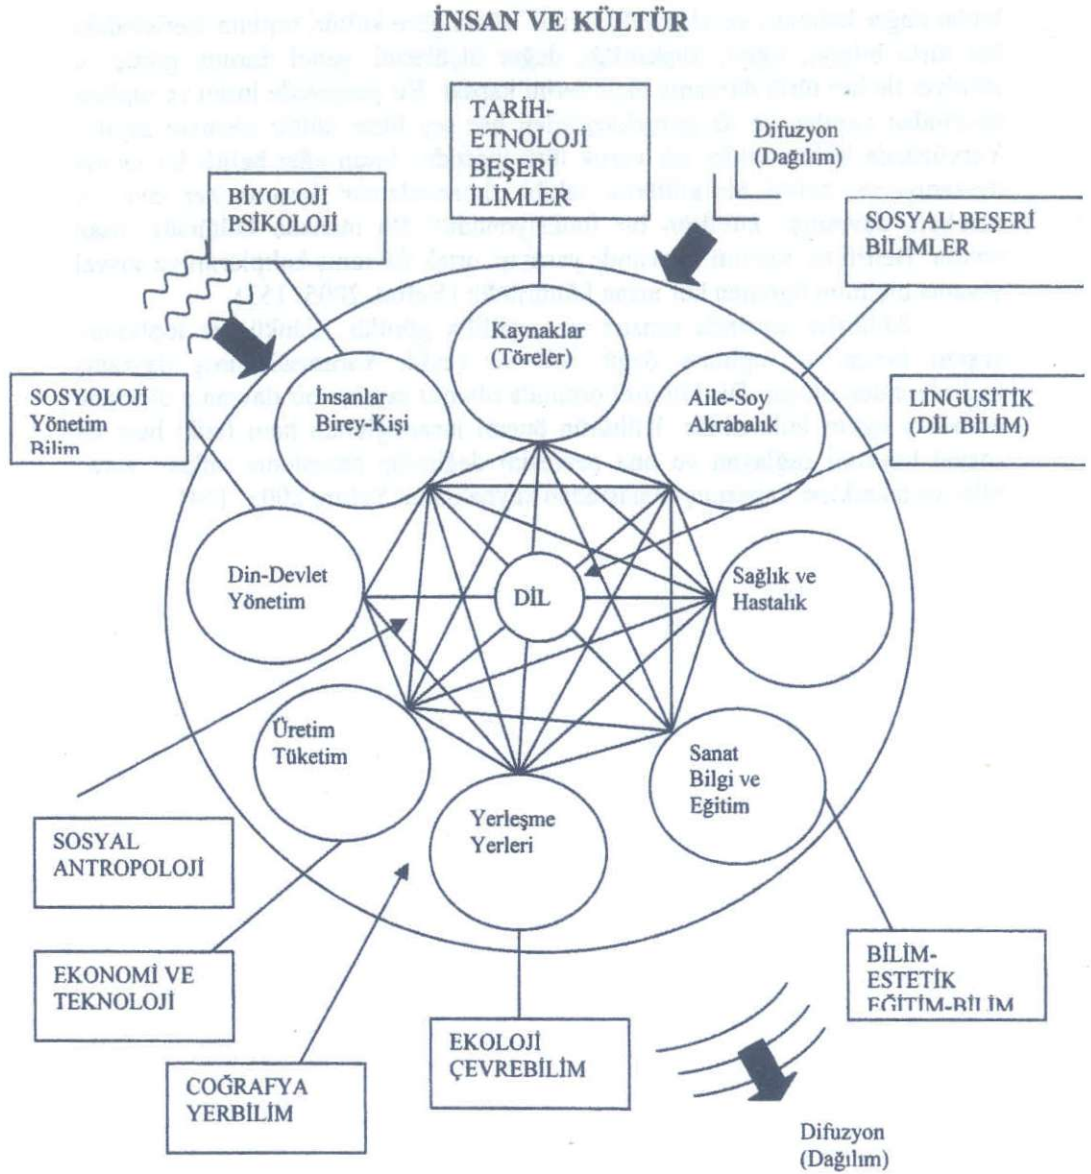 İNSAN VE KÜLTÜR
TARİH-
ETNOLOJİ
BEŞERİ
İLİMLER
Difuzyon
(Dağılım)
BİYOLOJİ
PSİKOLOJİ
SOSYAL BEŞERİ
BİLİMLER
Kaynaklar
(Töreler)
SOSYOLOJİ
Yönetim
Bilim
İnsanlar
Birey-Kişi
Aile-Soy
Akrabalık
LİNGUSİTİK
(DİL BİLİM)
Din-Devlet
Yönetim
DİL
Sağlık ve
Hastalık
Üretim
Tüketim
Sanat
Bilgi ve
Eğitim
Yerleşme
Yerleri
SOSYAL
ANTROPOLOJİ
EKONOMİ VE
TEKNOLOJİ
BİLİM-
ESTETİK
EĞİTİM-BİLİM
EKOLOJİ
ÇEVREBİLİM
COĞRAFYA
YERBİLİM
Difuzyon
(Dağılım)